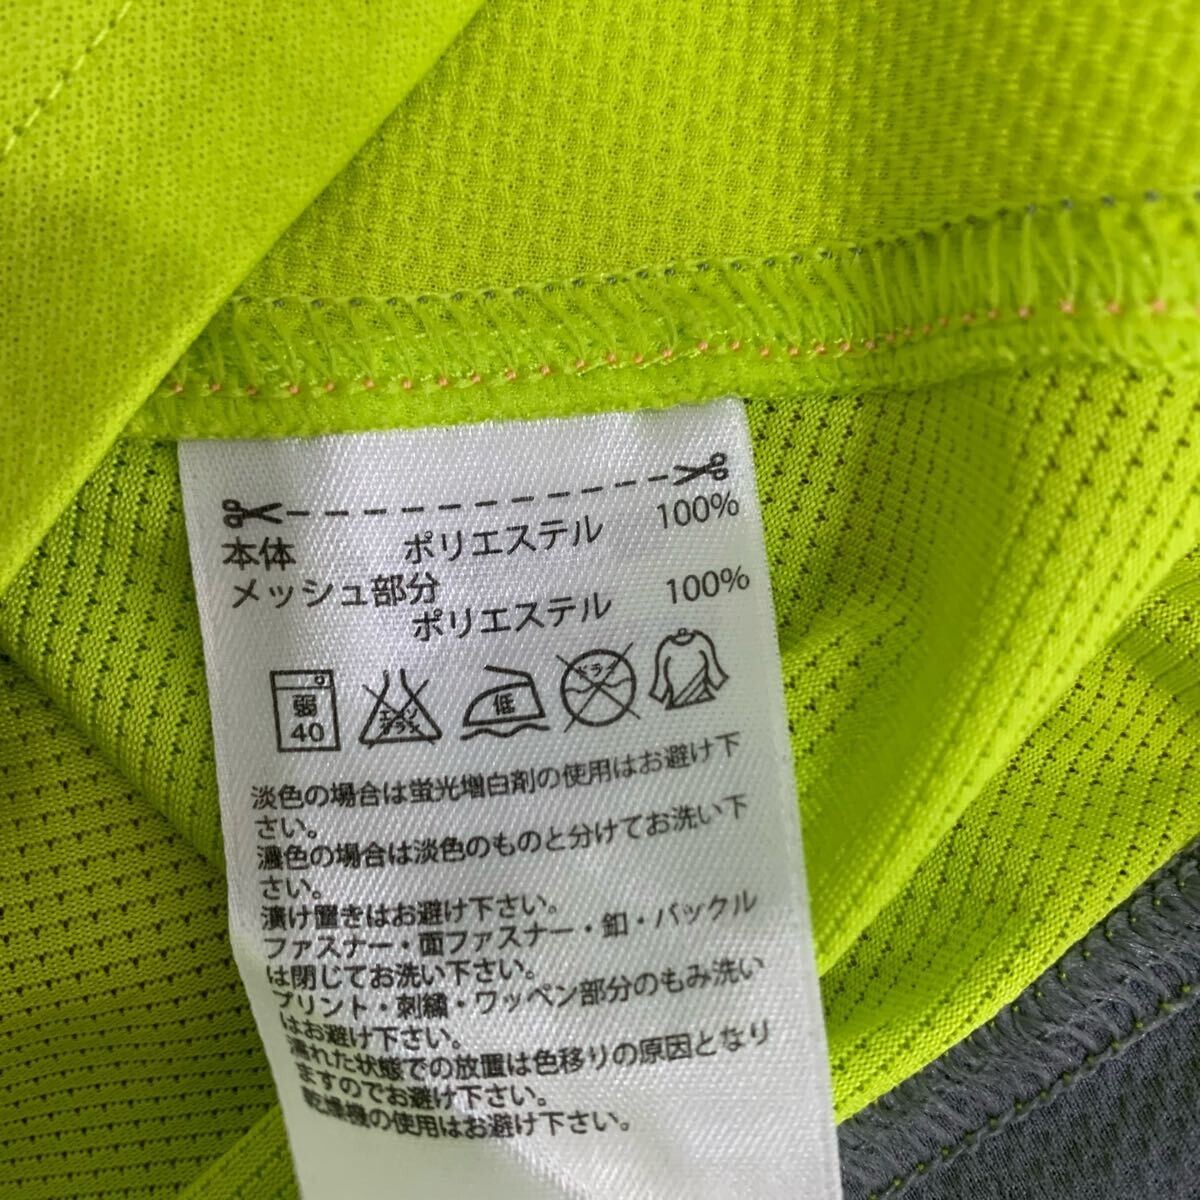 本体 ポリエステル 100%
メッシュ部分
ポリエステル 100%
弱 40 エンソ サラシ 低 ドライ
淡色の場合は蛍光増白剤の使用はお避け下
さい。
濃色の場合は淡色のものと分けてお洗い下
さい。
漬け置きはお避け下さい。
ファスナー・面ファスナー・釦・バックル
は閉じてお洗い下さい。
プリント・刺繍・ワッペン部分のもみ洗い
はお避け下さい。
濡れた状態での放置は色移りの原因となり
ますのでお避け下さい。
乾燥機の使用はお避け下さい。